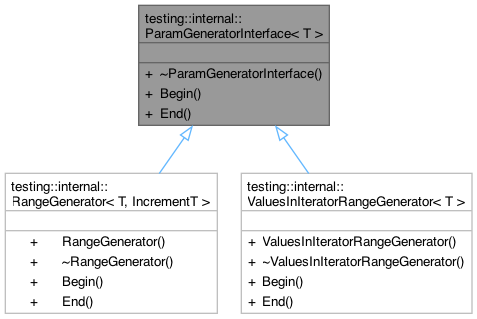 testing::internal::
ParamGeneratorInterface< T >
+ ~ParamGeneratorInterface()
+ Begin()
+ End()
testing::internal::
RangeGenerator< T, IncrementT >
+ RangeGenerator()
+ ~RangeGenerator()
+ Begin()
+ End()
testing::internal::
ValuesInIteratorRangeGenerator< T >
+ ValuesInIteratorRangeGenerator()
+ ~ValuesInIteratorRangeGenerator()
+ Begin()
+ End()